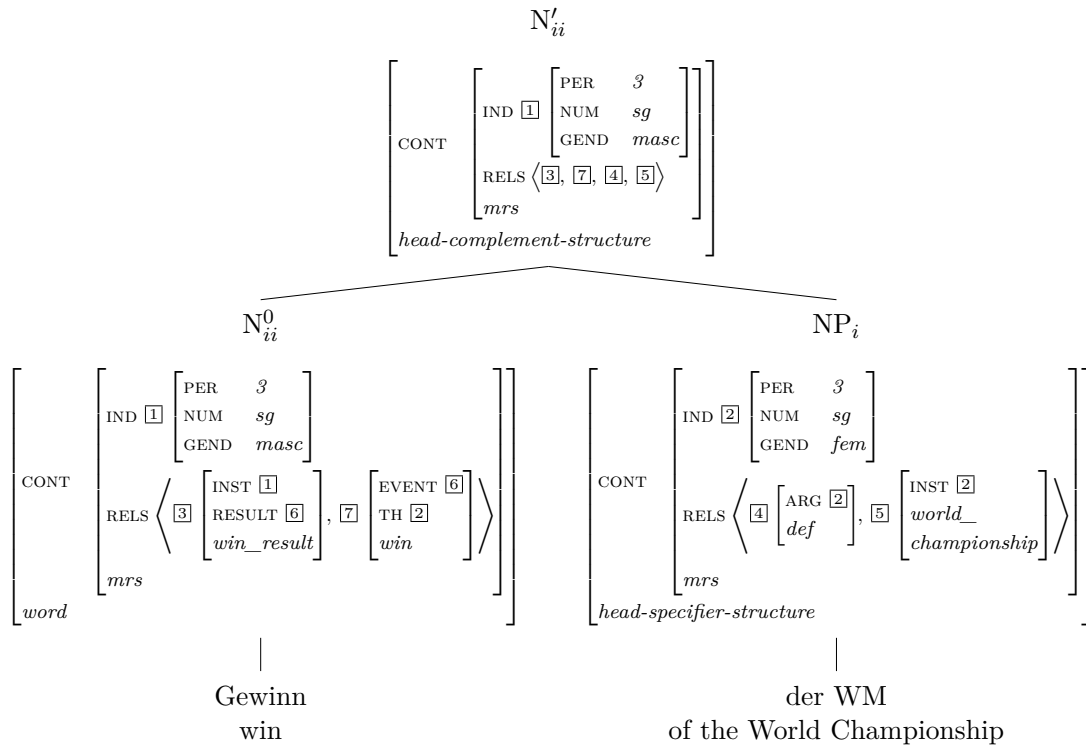 N′ii
PER 3
IND 1 NUM sg
GEND masc
CONT
RELS ⟨ 3, 7, 4, 5 ⟩
mrs
head-complement-structure
N0ii
PER 3
IND 1 NUM sg
GEND masc
CONT
INST 1 EVENT 6
RELS ⟨ 3 RESULT 6 , 7 TH 2 ⟩
win_result win
mrs
word
Gewinn
win
NPi
PER 3
IND 2 NUM sg
GEND fem
CONT
INST 2
RELS ⟨ 4 ARG 2 , 5 world_ ⟩
def championship
mrs
head-specifier-structure
der WM
of the World Championship